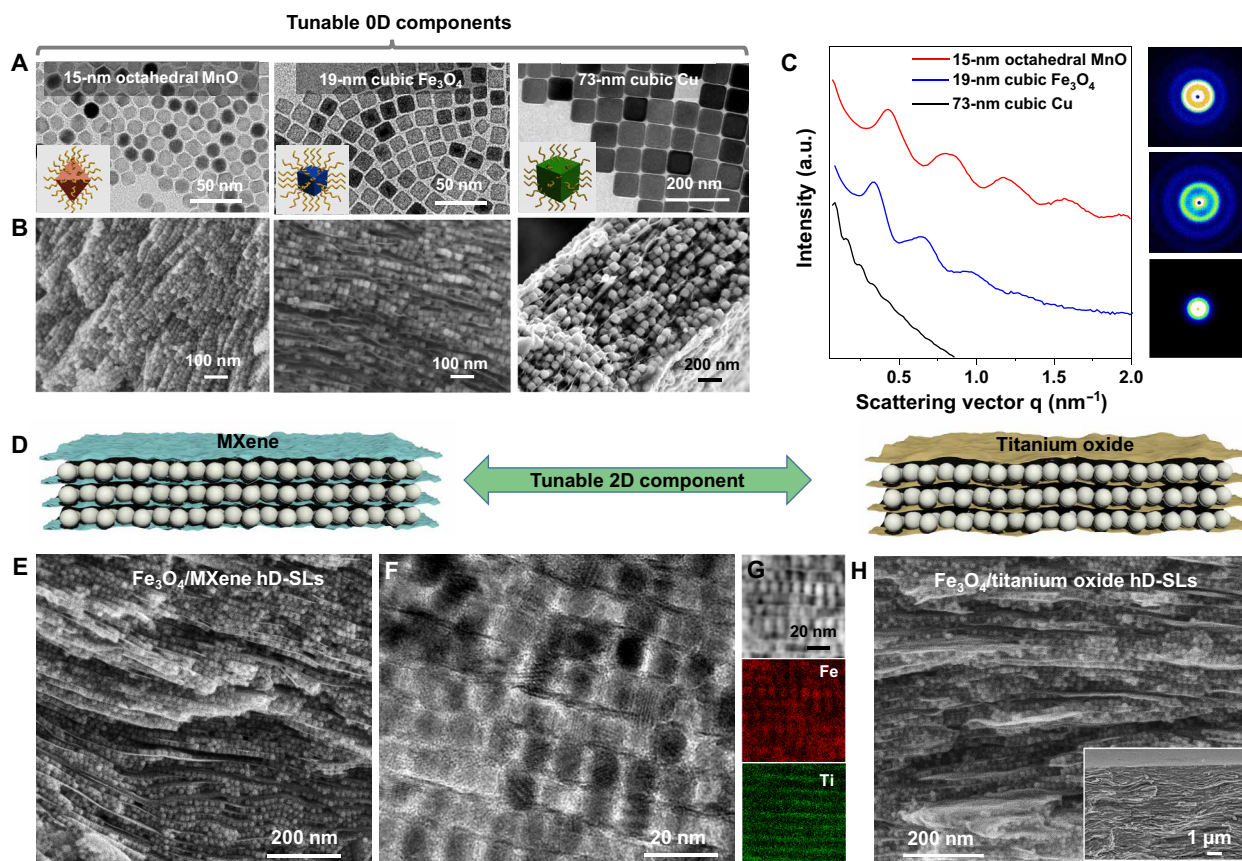 Tunable 0D components
A
15-nm octahedral MnO
50 nm
19-nm cubic Fe₃O₄
50 nm
73-nm cubic Cu
200 nm
B
100 nm
100 nm
200 nm
C
15-nm octahedral MnO
19-nm cubic Fe₃O₄
73-nm cubic Cu
Intensity (a.u.)
0.5
1.0
1.5
2.0
Scattering vector q (nm⁻¹)
D
MXene
Tunable 2D component
Titanium oxide
E
Fe₃O₄/MXene hD-SLs
200 nm
F
20 nm
G
20 nm
Fe
Ti
H
Fe₃O₄/titanium oxide hD-SLs
200 nm
1 μm